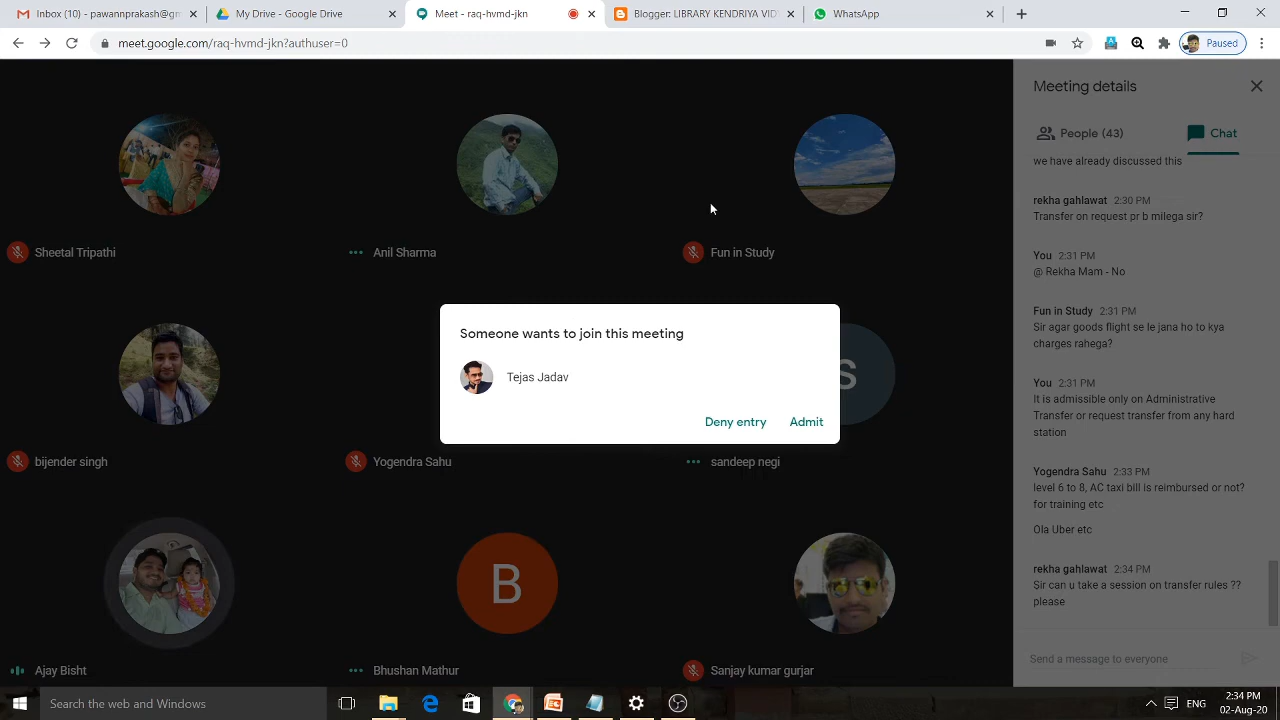 Inbox (10) - pawanprakash@gm
My Drive - Google Drive
Meet - raq-hvmd-jkn
Blogger: LIBRARY KENDRIYA VID
WhatsApp
meet.google.com/raq-hvmd-jkn?authuser=0
Paused
Meeting details
People (43)
Chat
we have already discussed this
rekha gahlawat 2:30 PM
Transfer on request pr b milega sir?
You 2:31 PM
@ Rekha Mam - No
Fun in Study 2:31 PM
Sir agar goods flight se le jana ho to kya
charges rahega?
You 2:31 PM
It is admissible only on Administrative
Transfer or request transfer from any hard
station
Yogendra Sahu 2:33 PM
level 6 to 8, AC taxi bill is reimbursed or not?
for training etc
Ola Uber etc
rekha gahlawat 2:34 PM
Sir can u take a session on transfer rules ??
please
Send a message to everyone
Sheetal Tripathi
Anil Sharma
Fun in Study
Someone wants to join this meeting
Tejas Jadav
Deny entry
Admit
S
bijender singh
Yogendra Sahu
sandeep negi
B
Ajay Bisht
Bhushan Mathur
Sanjay kumar gurjar
Search the web and Windows
ENG
2:34 PM
02-Aug-20